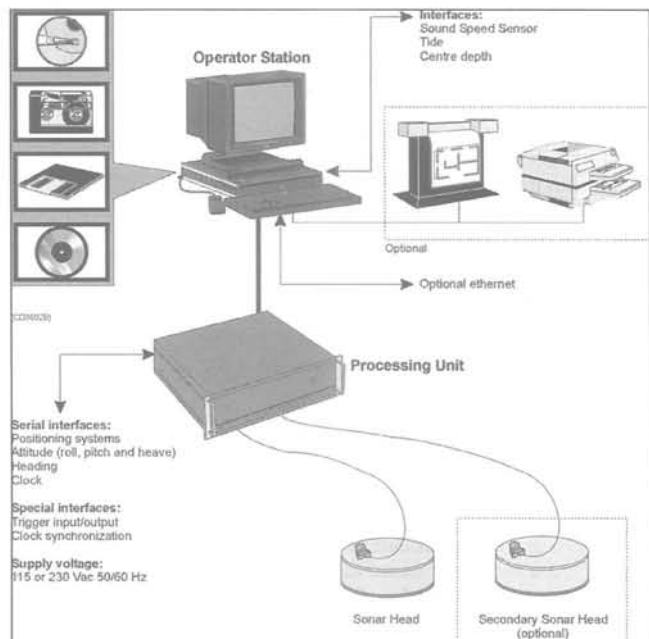 Interfaces:
Sound Speed Sensor
Tide
Centre depth
Operator Station
Optional
Optional ethernet
Processing Unit
Serial interfaces:
Positioning systems
Attitude (roll, pitch and heave)
Heading
Clock
Special interfaces:
Trigger input/output
Clock synchronization
Supply voltage:
115 or 230 Vac 50/60 Hz
Sonar Head
Secondary Sonar Head
(optional)